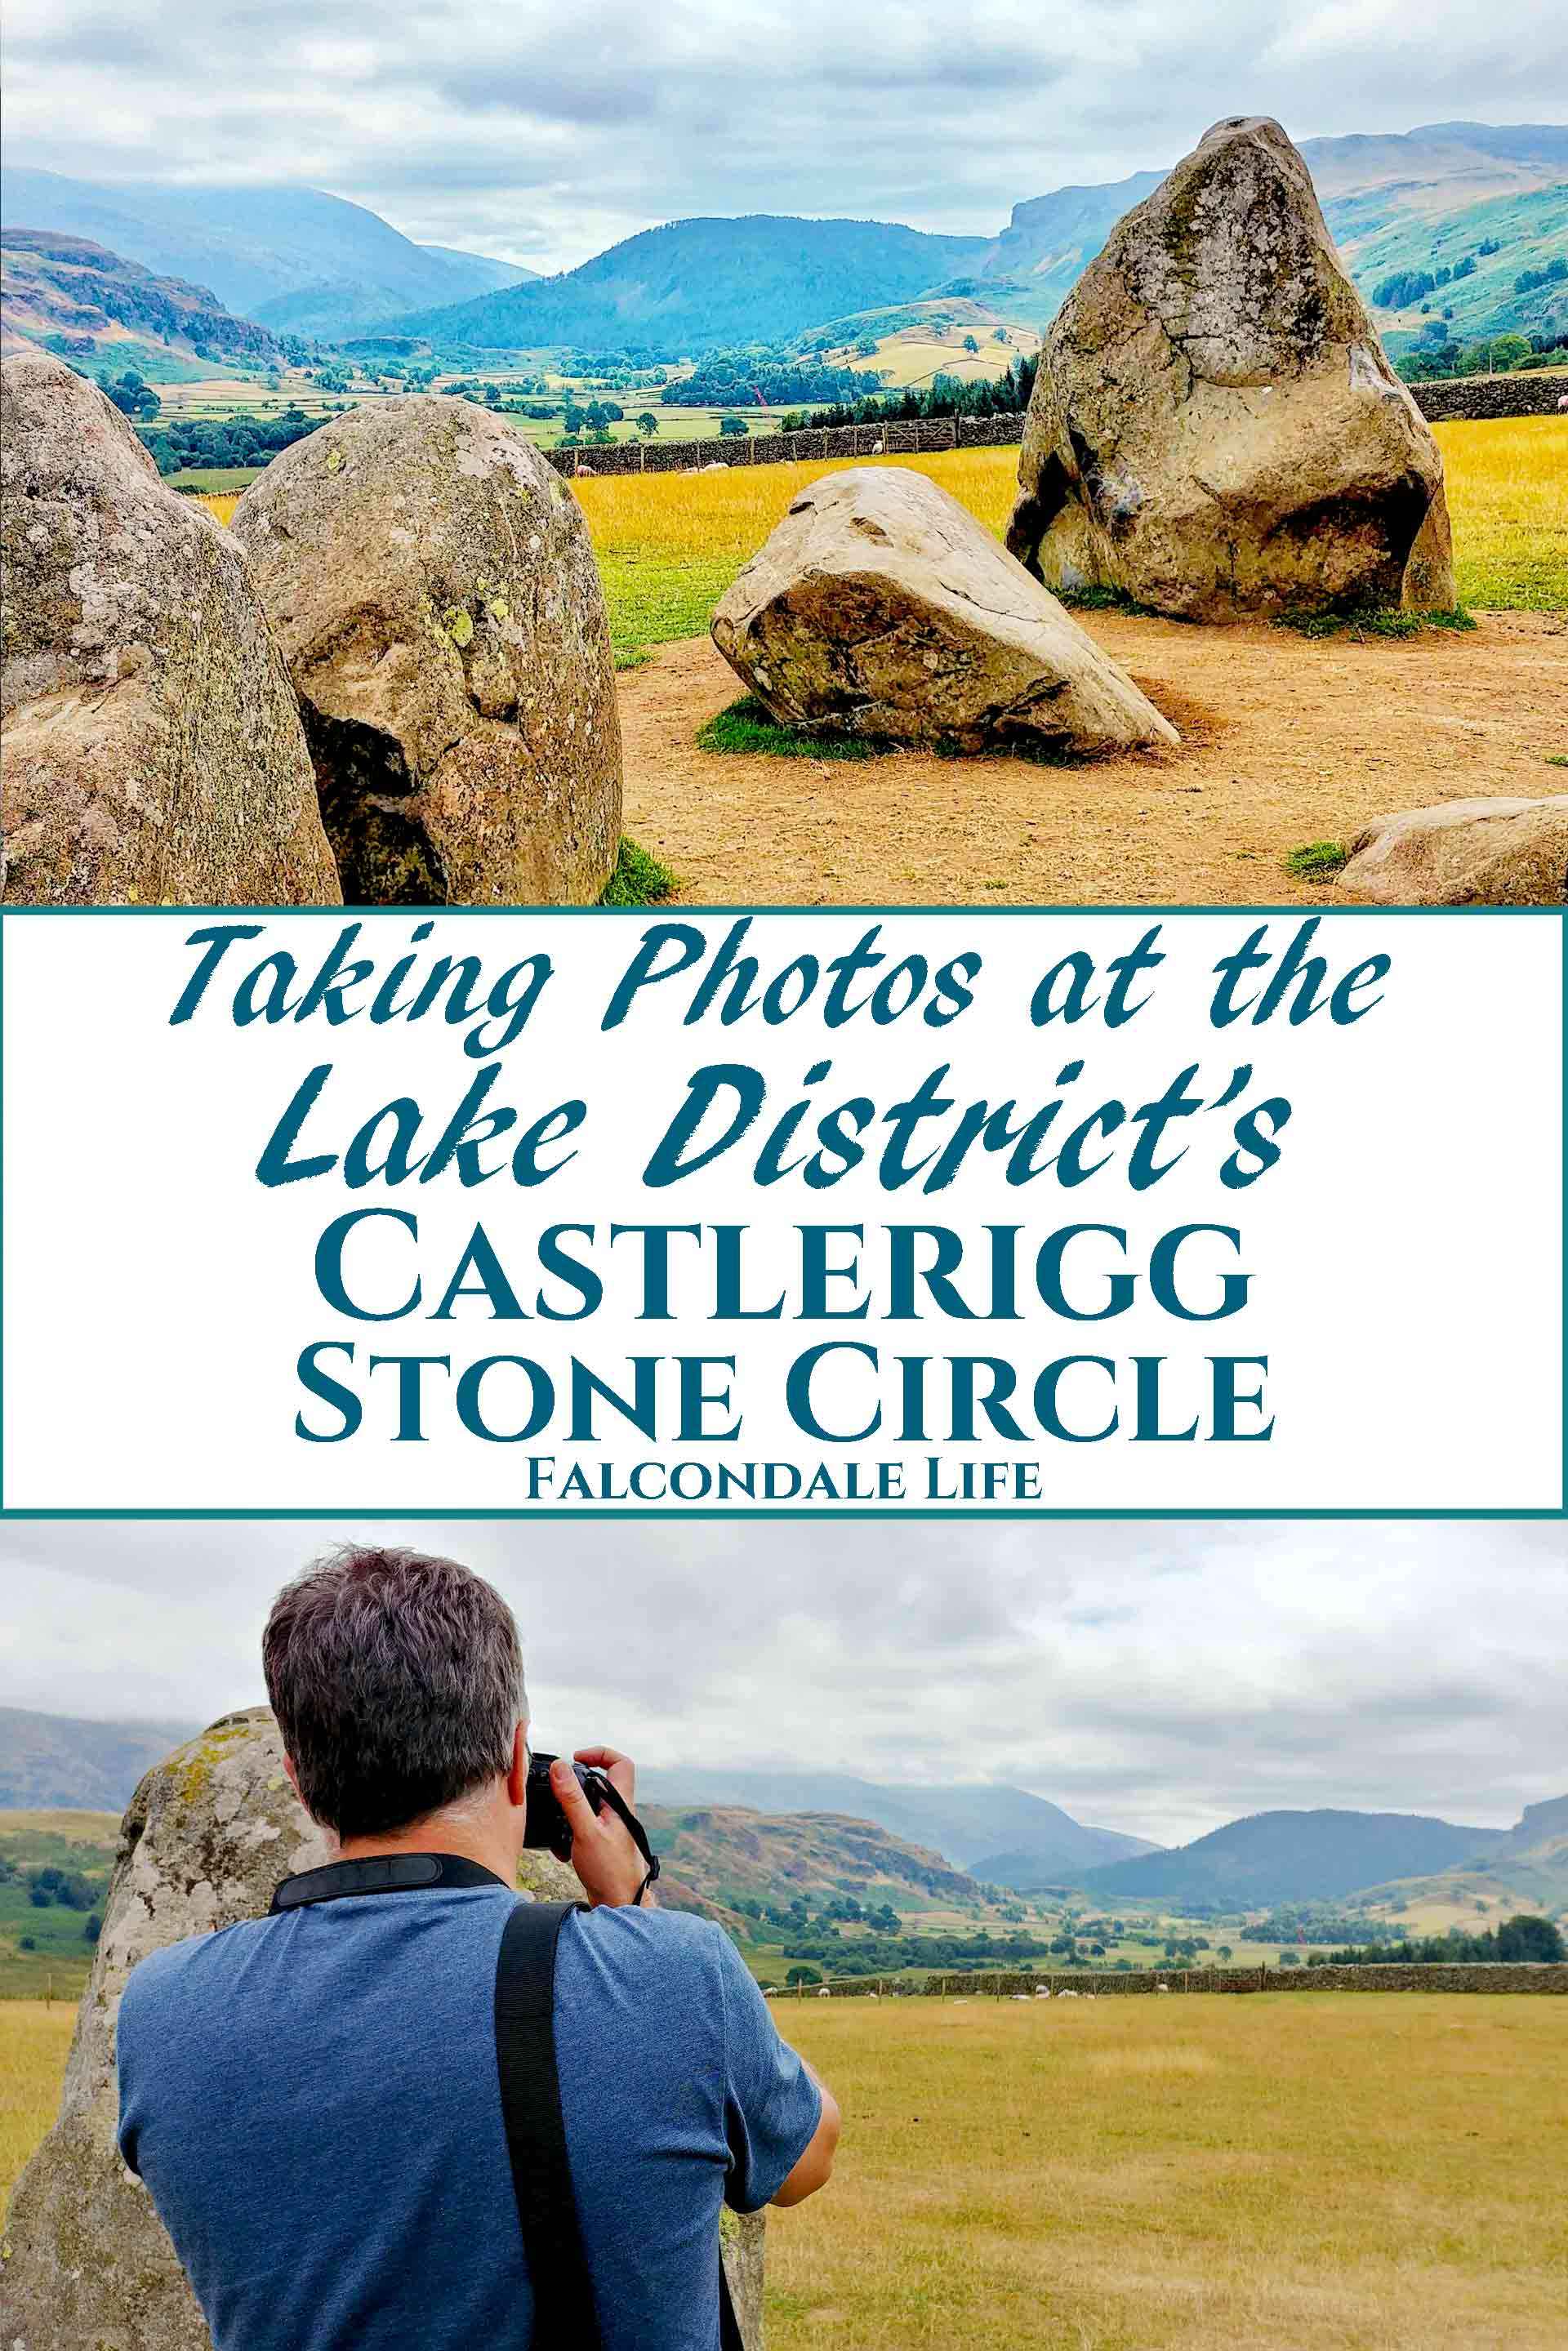 Taking Photos at the
Lake District's
Castlerigg
Stone Circle
Falcondale Life